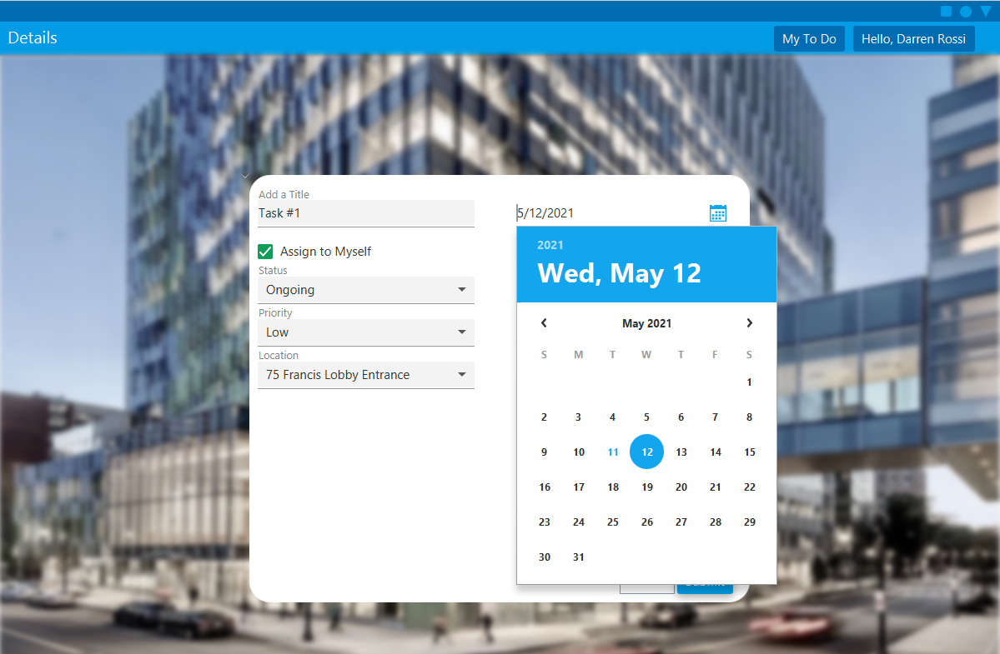 Details
My To Do
Hello, Darren Rossi
Add a Title
Task #1
5/12/2021
Assign to Myself
Status
Ongoing
Priority
Low
Location
75 Francis Lobby Entrance
2021
Wed, May 12
May 2021
S M T W T F S
1
2 3 4 5 6 7 8
9 10 11 12 13 14 15
16 17 18 19 20 21 22
23 24 25 26 27 28 29
30 31
Submit